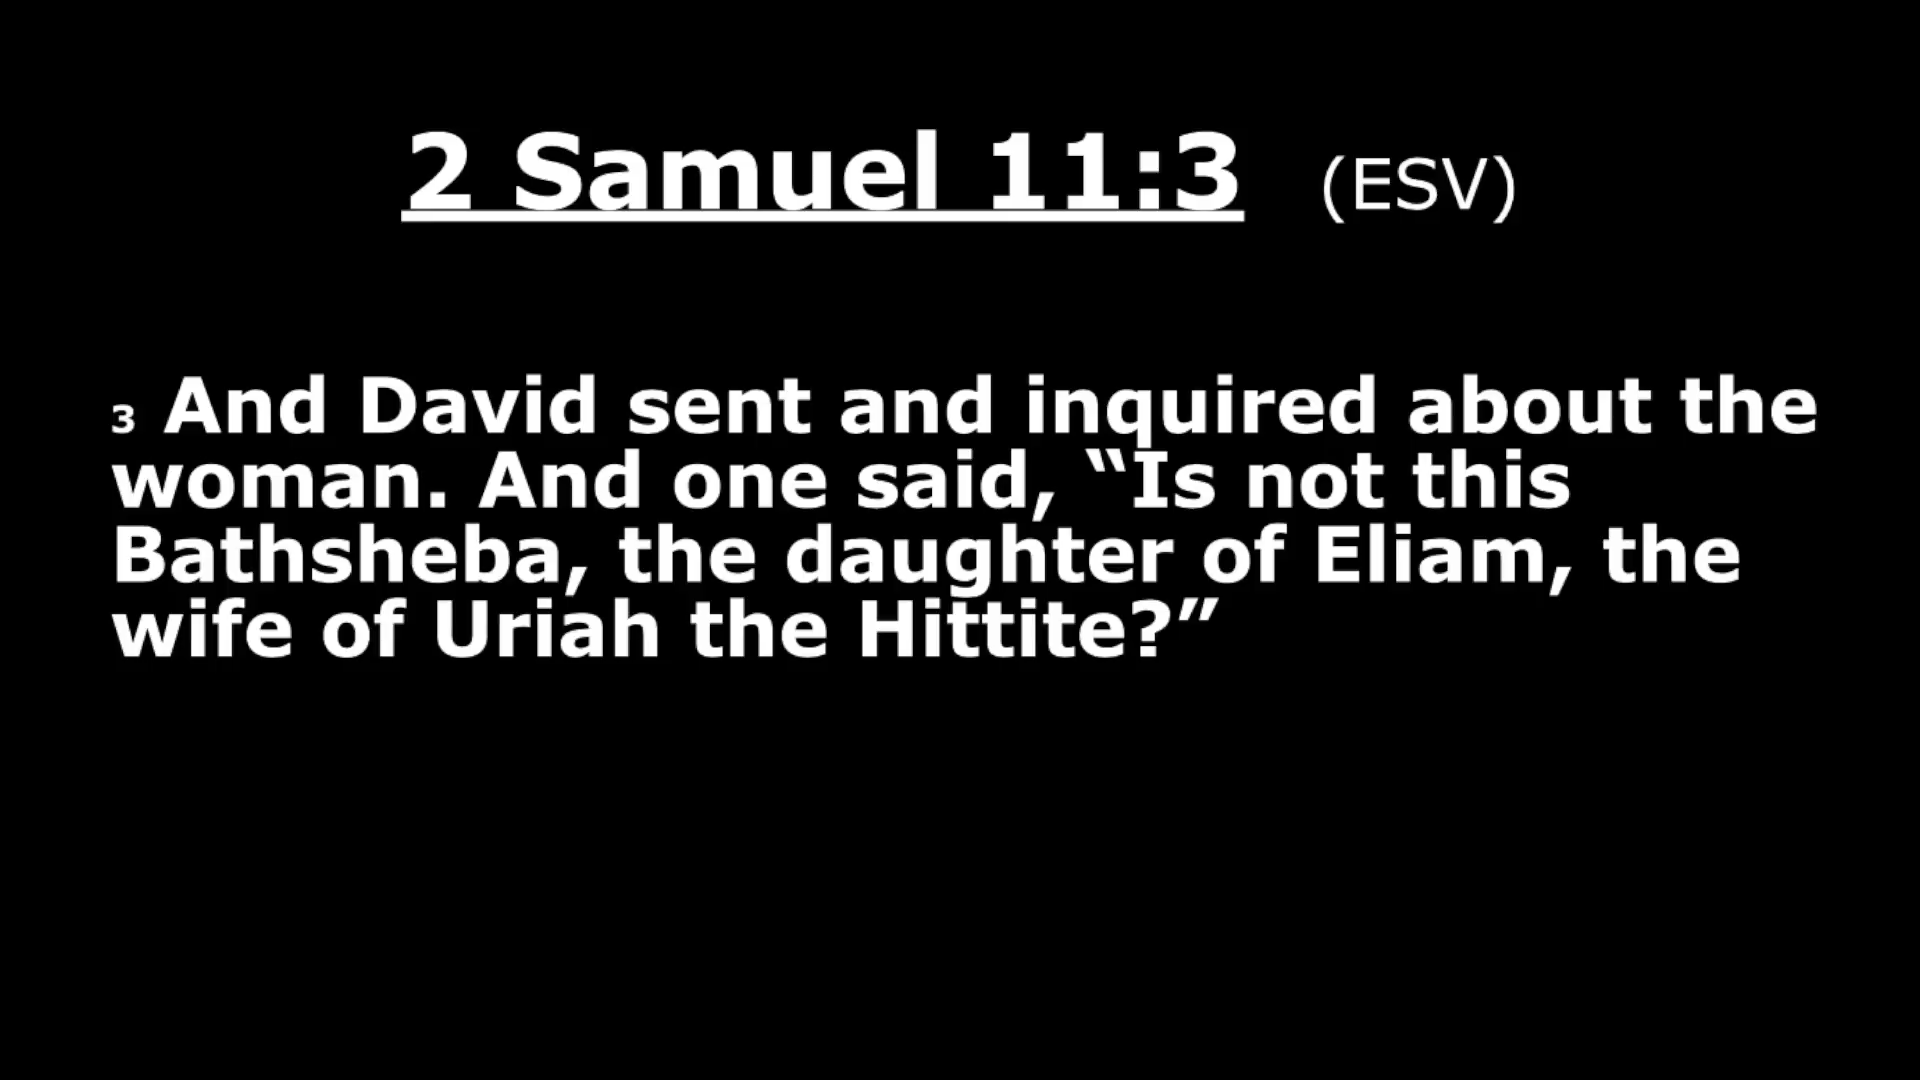 2 Samuel 11:3 (ESV)
3 And David sent and inquired about the
woman. And one said, “Is not this
Bathsheba, the daughter of Eliam, the
wife of Uriah the Hittite?”